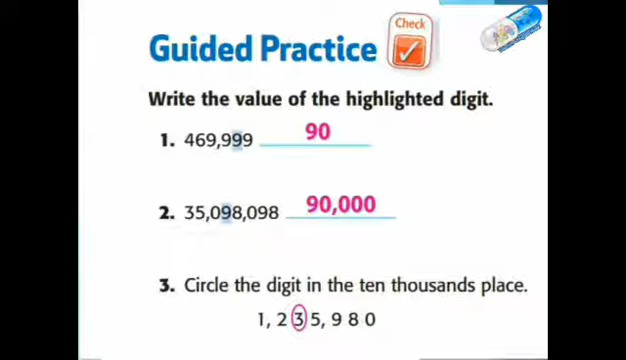 Check
Guided Practice
Write the value of the highlighted digit.
1. 469,999 90
2. 35,098,098 90,000
3. Circle the digit in the ten thousands place.
1, 2 3 5, 9 8 0